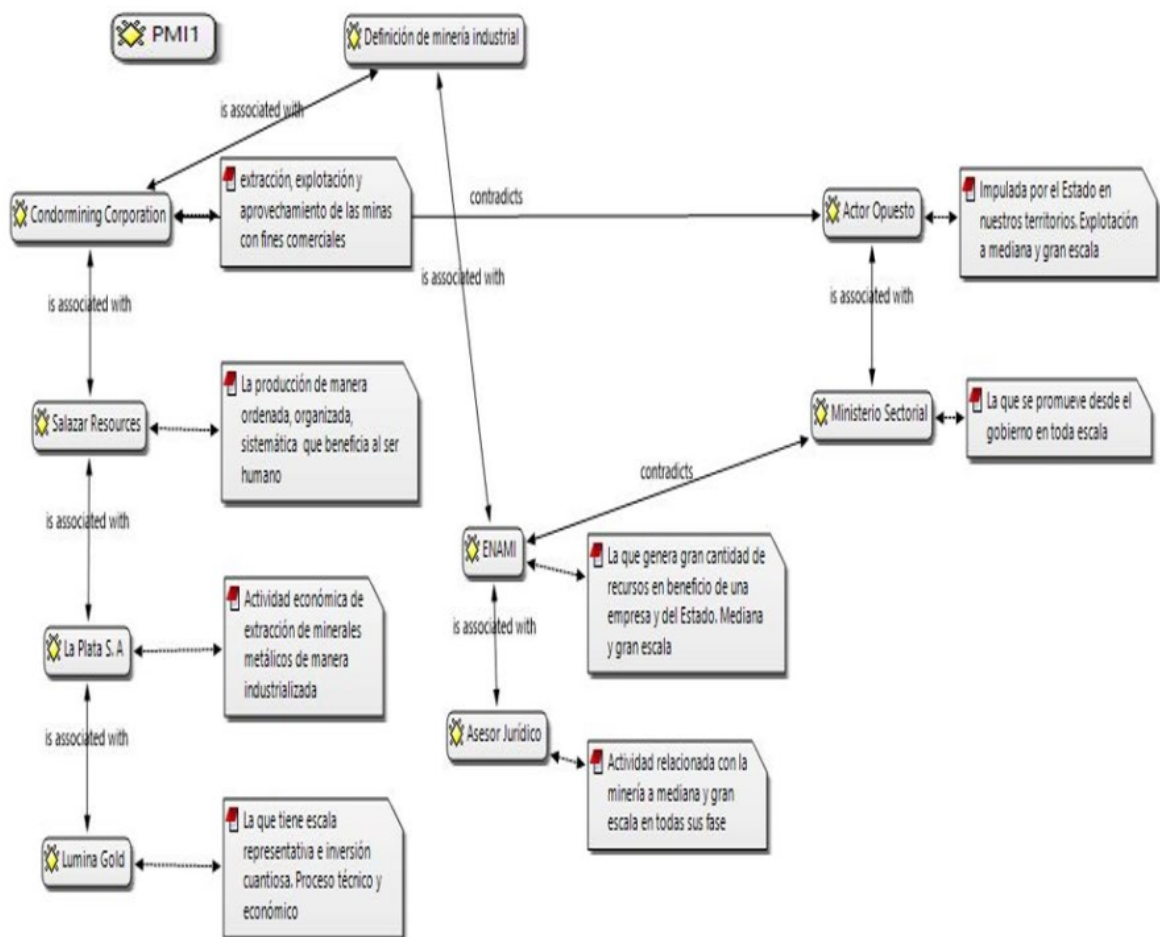 PMI1
Definición de minería industrial
is associated with
is associated with
contradicts
Condormining Corporation
extracción, explotación y
aprovechamiento de las minas
con fines comerciales
Actor Opuesto
Impulada por el Estado en
nuestros territorios. Explotación
a mediana y gran escala
is associated with
is associated with
Salazar Resources
La producción de manera
ordenada, organizada,
sistemática que beneficia al ser
humano
Ministerio Sectorial
La que se promueve desde el
gobierno en toda escala
contradicts
is associated with
ENAMI
La que genera gran cantidad de
recursos en beneficio de una
empresa y del Estado. Mediana
y gran escala
La Plata S. A
Actividad económica de
extracción de minerales
metálicos de manera
industrializada
is associated with
is associated with
Asesor Jurídico
Actividad relacionada con la
minería a mediana y gran
escala en todas sus fase
Lumina Gold
La que tiene escala
representativa e inversión
cuantiosa. Proceso técnico y
económico